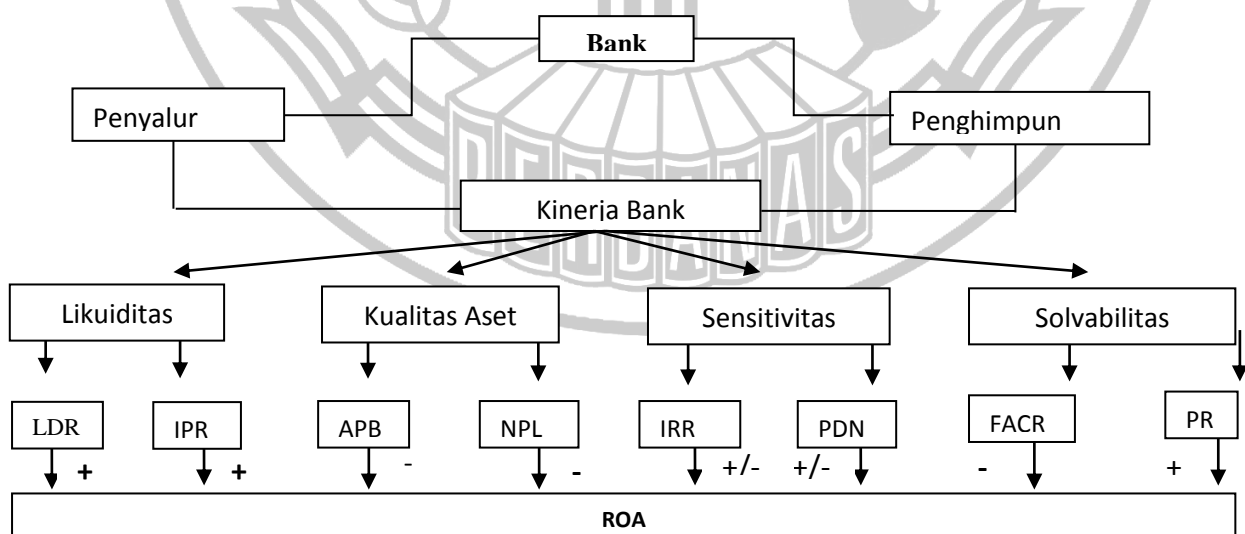 Bank
Penyalur
Penghimpun
PERBANAS
Kinerja Bank
Likuiditas
Kualitas Aset
Sensitivitas
Solvabilitas
LDR
IPR
APB
NPL
IRR
PDN
FACR
PR
+
+
-
-
+/-
+/-
-
+
ROA